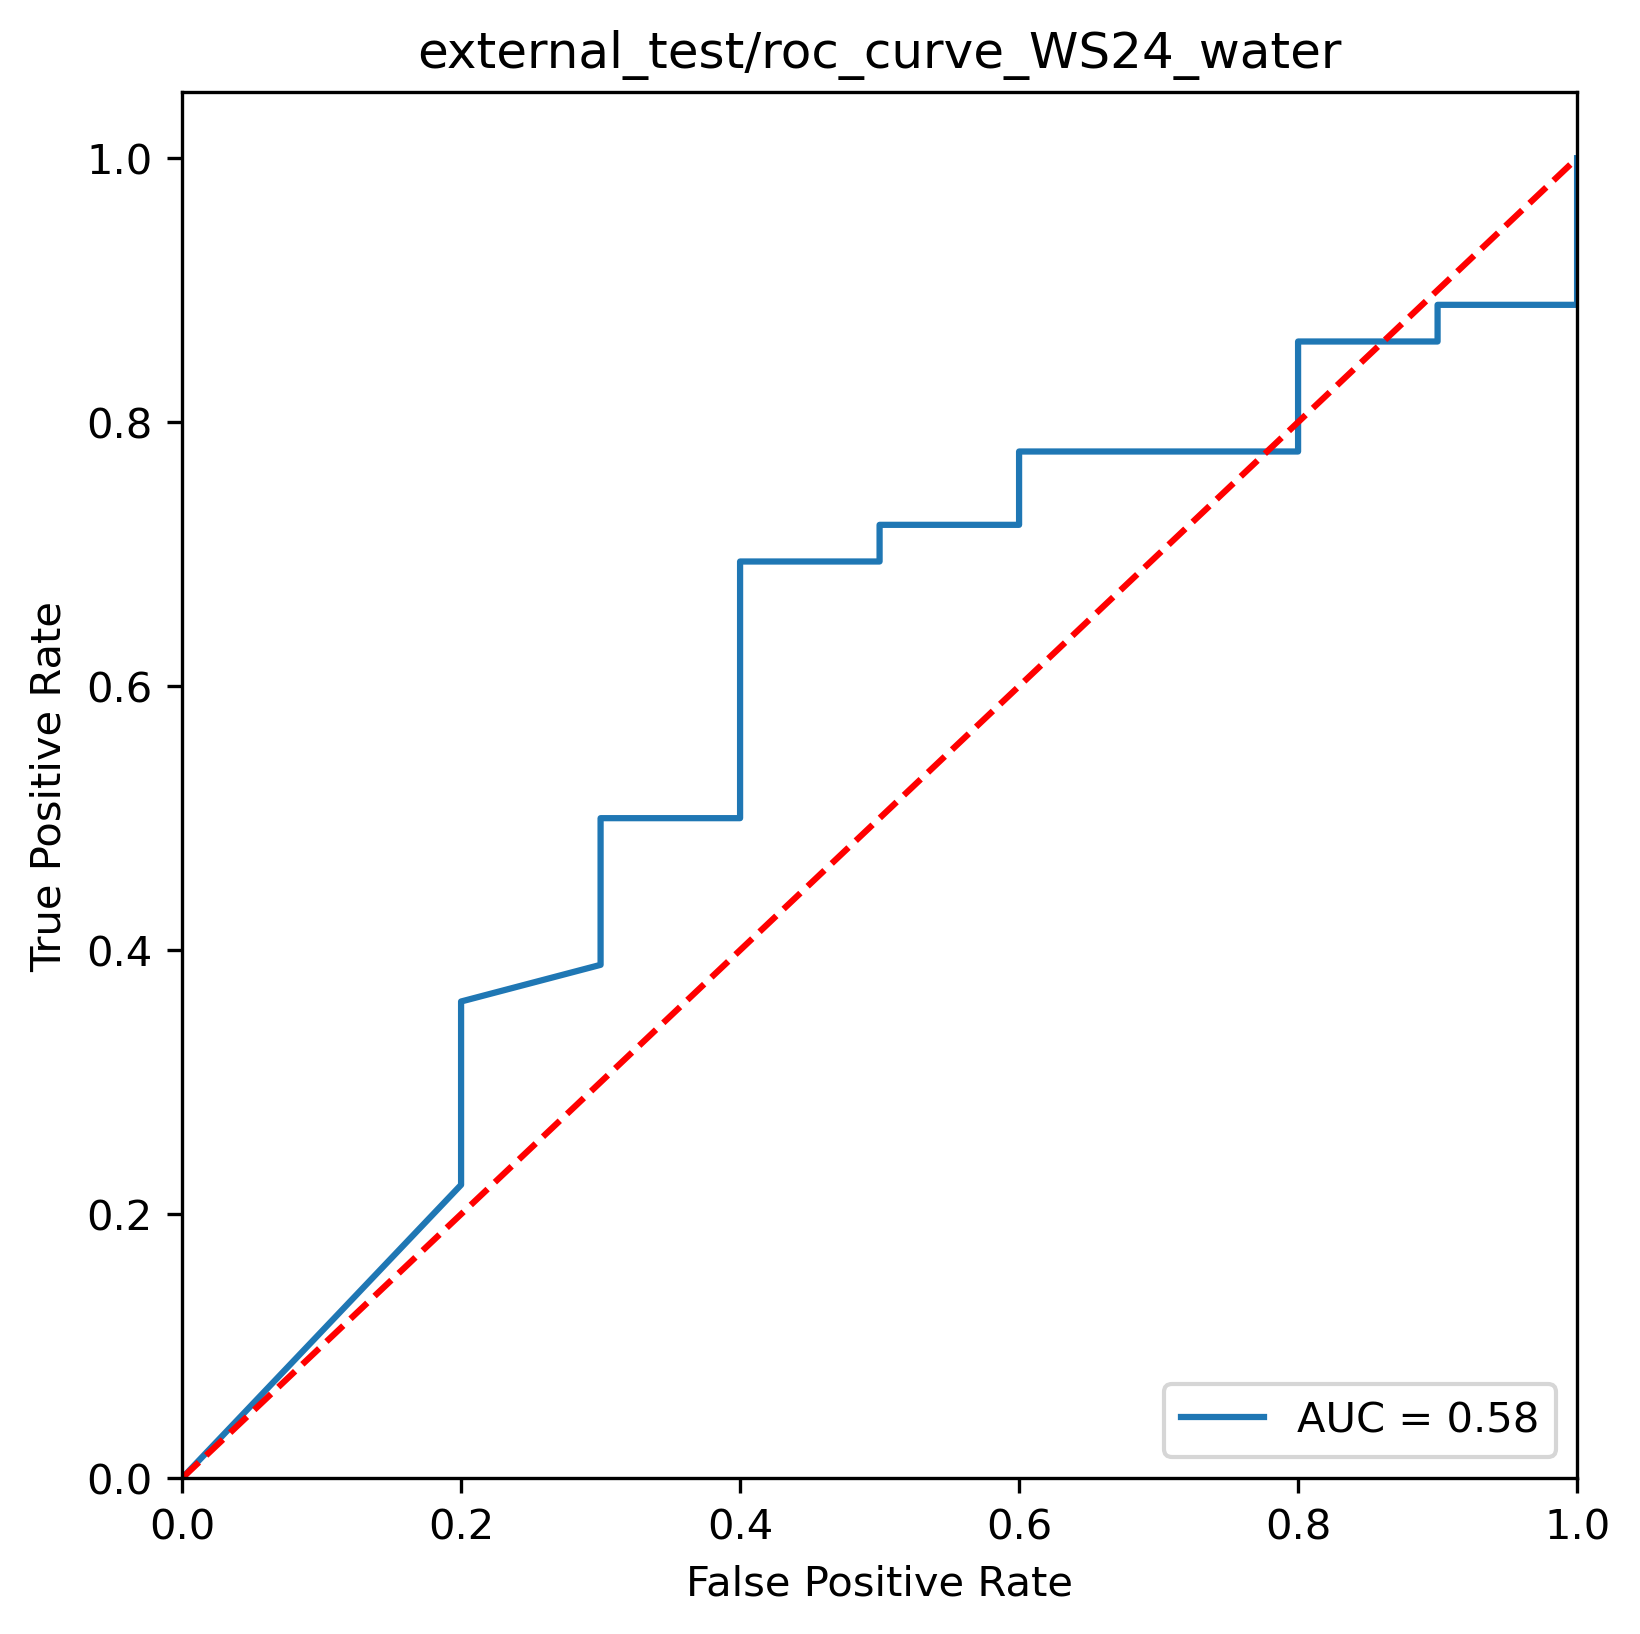 external_test/roc_curve_WS24_water
1.0
0.8
0.6
0.4
0.2
0.0
True Positive Rate
AUC = 0.58
0.0 0.2 0.4 0.6 0.8 1.0
False Positive Rate